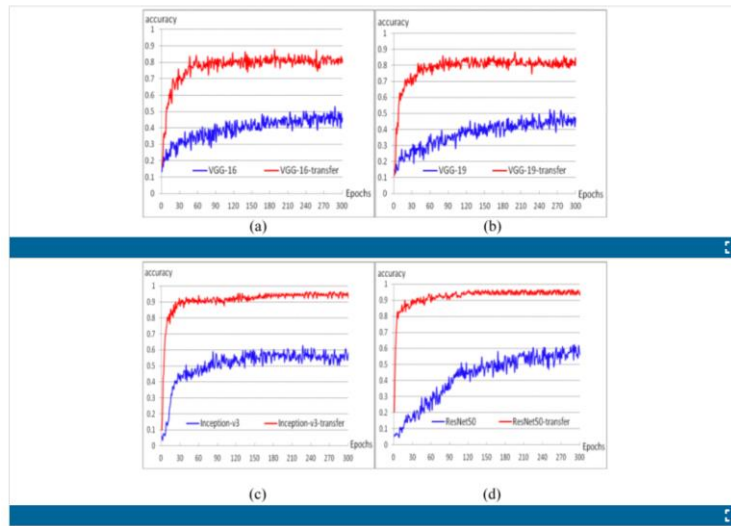 accuracy
accuracy
1
0.9
0.8
0.7
0.6
0.5
0.4
0.3
0.2
0.1
0
VGG-16 VGG-16-transfer
Epochs
0 30 60 90 120 150 180 210 240 270 300
(a)
1
0.9
0.8
0.7
0.6
0.5
0.4
0.3
0.2
0.1
0
VGG-19 VGG-19-transfer
Epochs
0 30 60 90 120 150 180 210 240 270 300
(b)
accuracy
1
0.9
0.8
0.7
0.6
0.5
0.4
0.3
0.2
0.1
0
Inception-v3 Inception-v3-transfer
Epochs
0 30 60 90 120 150 180 210 240 270 300
(c)
accuracy
1
0.9
0.8
0.7
0.6
0.5
0.4
0.3
0.2
0.1
0
ResNet50 ResNet50-transfer
Epochs
0 30 60 90 120 150 180 210 240 270 300
(d)